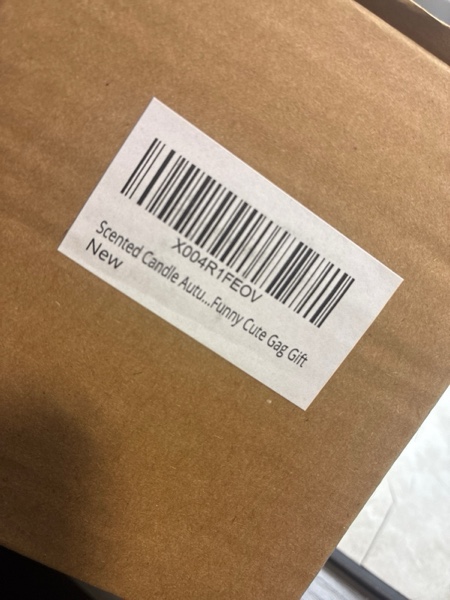 X004R1FEOV
Scented Candle Autu...Funny Cute Gag Gift
New